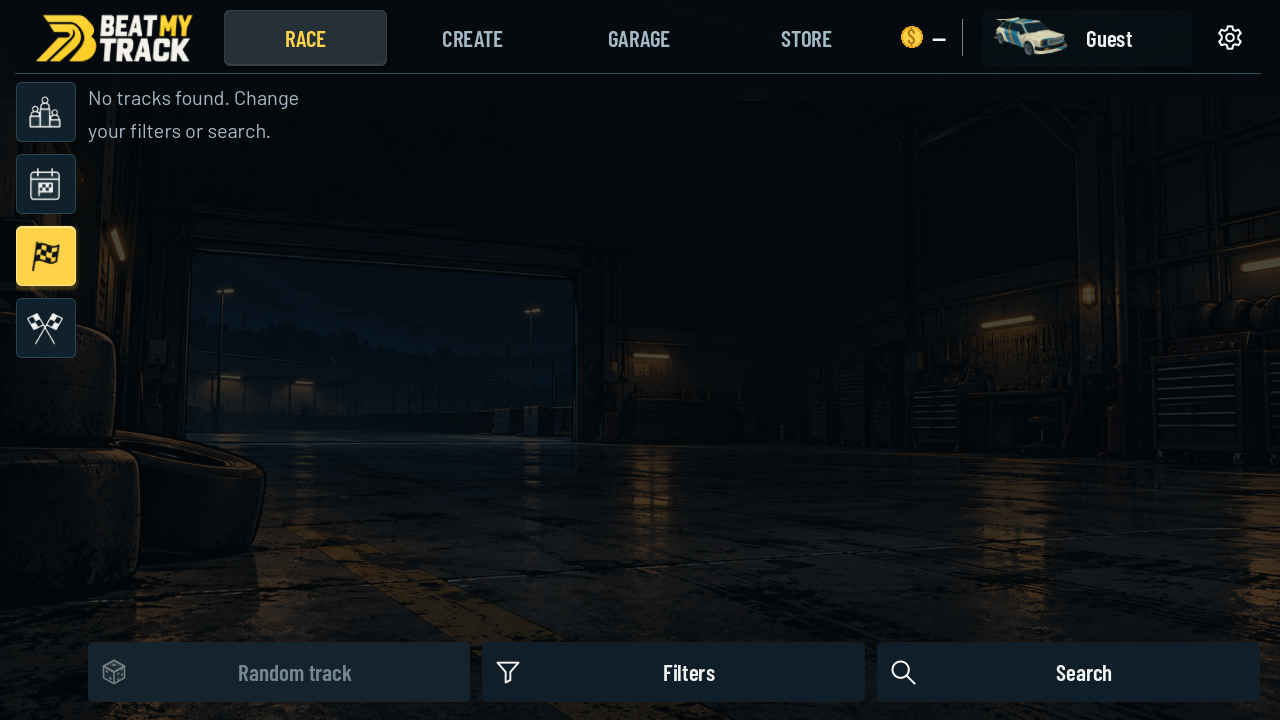 BEAT MY
TRACK
RACE
CREATE
GARAGE
STORE
$ –
Guest
No tracks found. Change
your filters or search.
Random track
Filters
Search